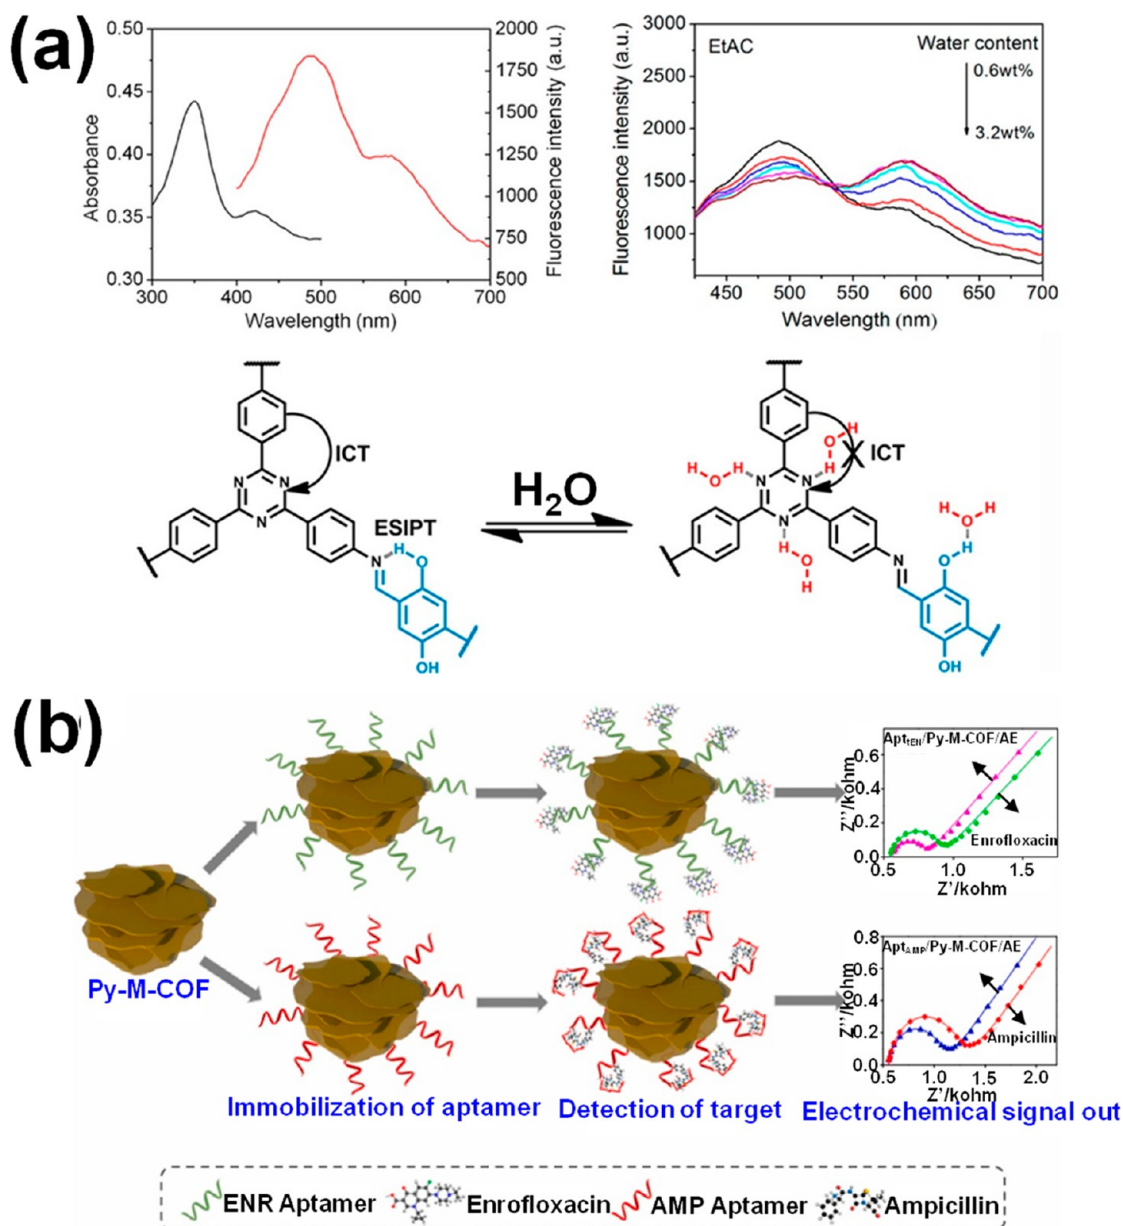 (a)
0.50
0.45
0.40
0.35
0.30
Absorbance
2000
1750
1500
1250
1000
750
500
Fluorescence intensity (a.u.)
300 400 500 600 700
Wavelength (nm)
3000
2500
2000
1500
1000
Fluorescence intensity (a.u.)
EtAC
Water content
0.6wt%
3.2wt%
450 500 550 600 650 700
Wavelength (nm)
ICT
N N
N
ESIPT
N H O
OH
H2O
X ICT
H O H
H O H
N N
N
H O H
H O H
H
O
N
OH
(b)
Py-M-COF
Immobilization of aptamer
Detection of target
Electrochemical signal out
AptEN/Py-M-COF/AE
Enrofloxacin
0.6
0.4
0.2
0.0
Z''/kohm
1.0 1.5
Z'/kohm
AptAMP/Py-M-COF/AE
Ampicillin
0.8
0.6
0.4
0.2
0.0
Z''/kohm
0.5 1.0 1.5 2.0
Z'/kohm
ENR Aptamer Enrofloxacin AMP Aptamer Ampicillin